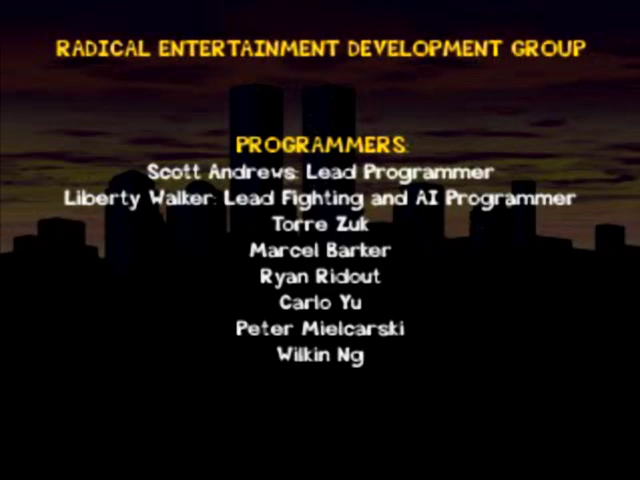 RADICAL ENTERTAINMENT DEVELOPMENT GROUP
PROGRAMMERS:
Scott Andrews: Lead Programmer
Liberty Walker: Lead Fighting and AI Programmer
Torre Zuk
Marcel Barker
Ryan Ridout
Carlo Yu
Peter Mielcarski
Wilkin Ng